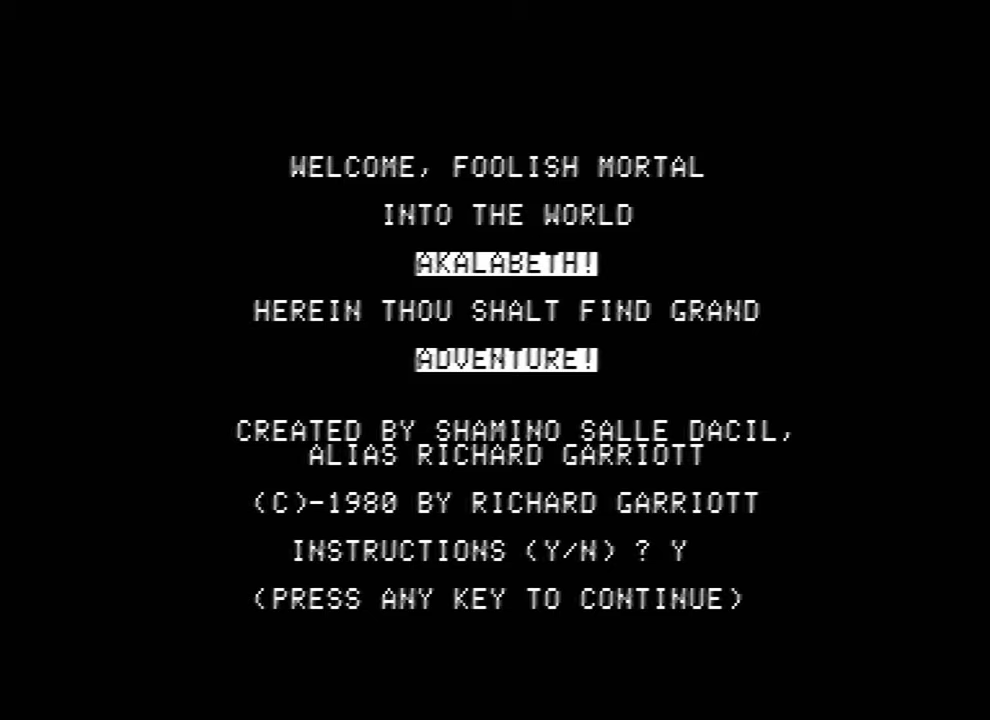 WELCOME, FOOLISH MORTAL
INTO THE WORLD
AKALABETH!
HEREIN THOU SHALT FIND GRAND
ADVENTURE!
CREATED BY SHAMINO SALLE DACIL,
ALIAS RICHARD GARRIOTT
(C)-1980 BY RICHARD GARRIOTT
INSTRUCTIONS (Y/N) ? Y
(PRESS ANY KEY TO CONTINUE)